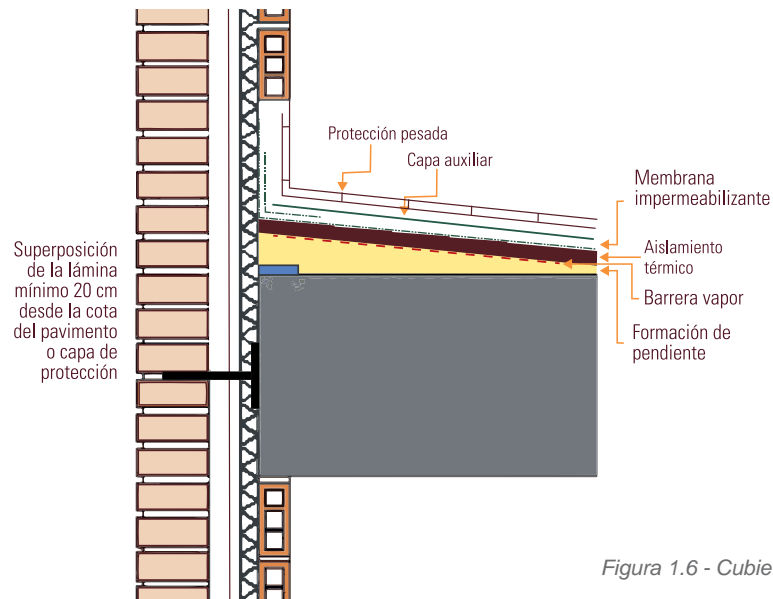 Protección pesada
Capa auxiliar
Membrana
impermeabilizante
Aislamiento
térmico
Barrera vapor
Formación de
pendiente
Superposición
de la lámina
mínimo 20 cm
desde la cota
del pavimento
o capa de
protección
Figura 1.6 - Cubie